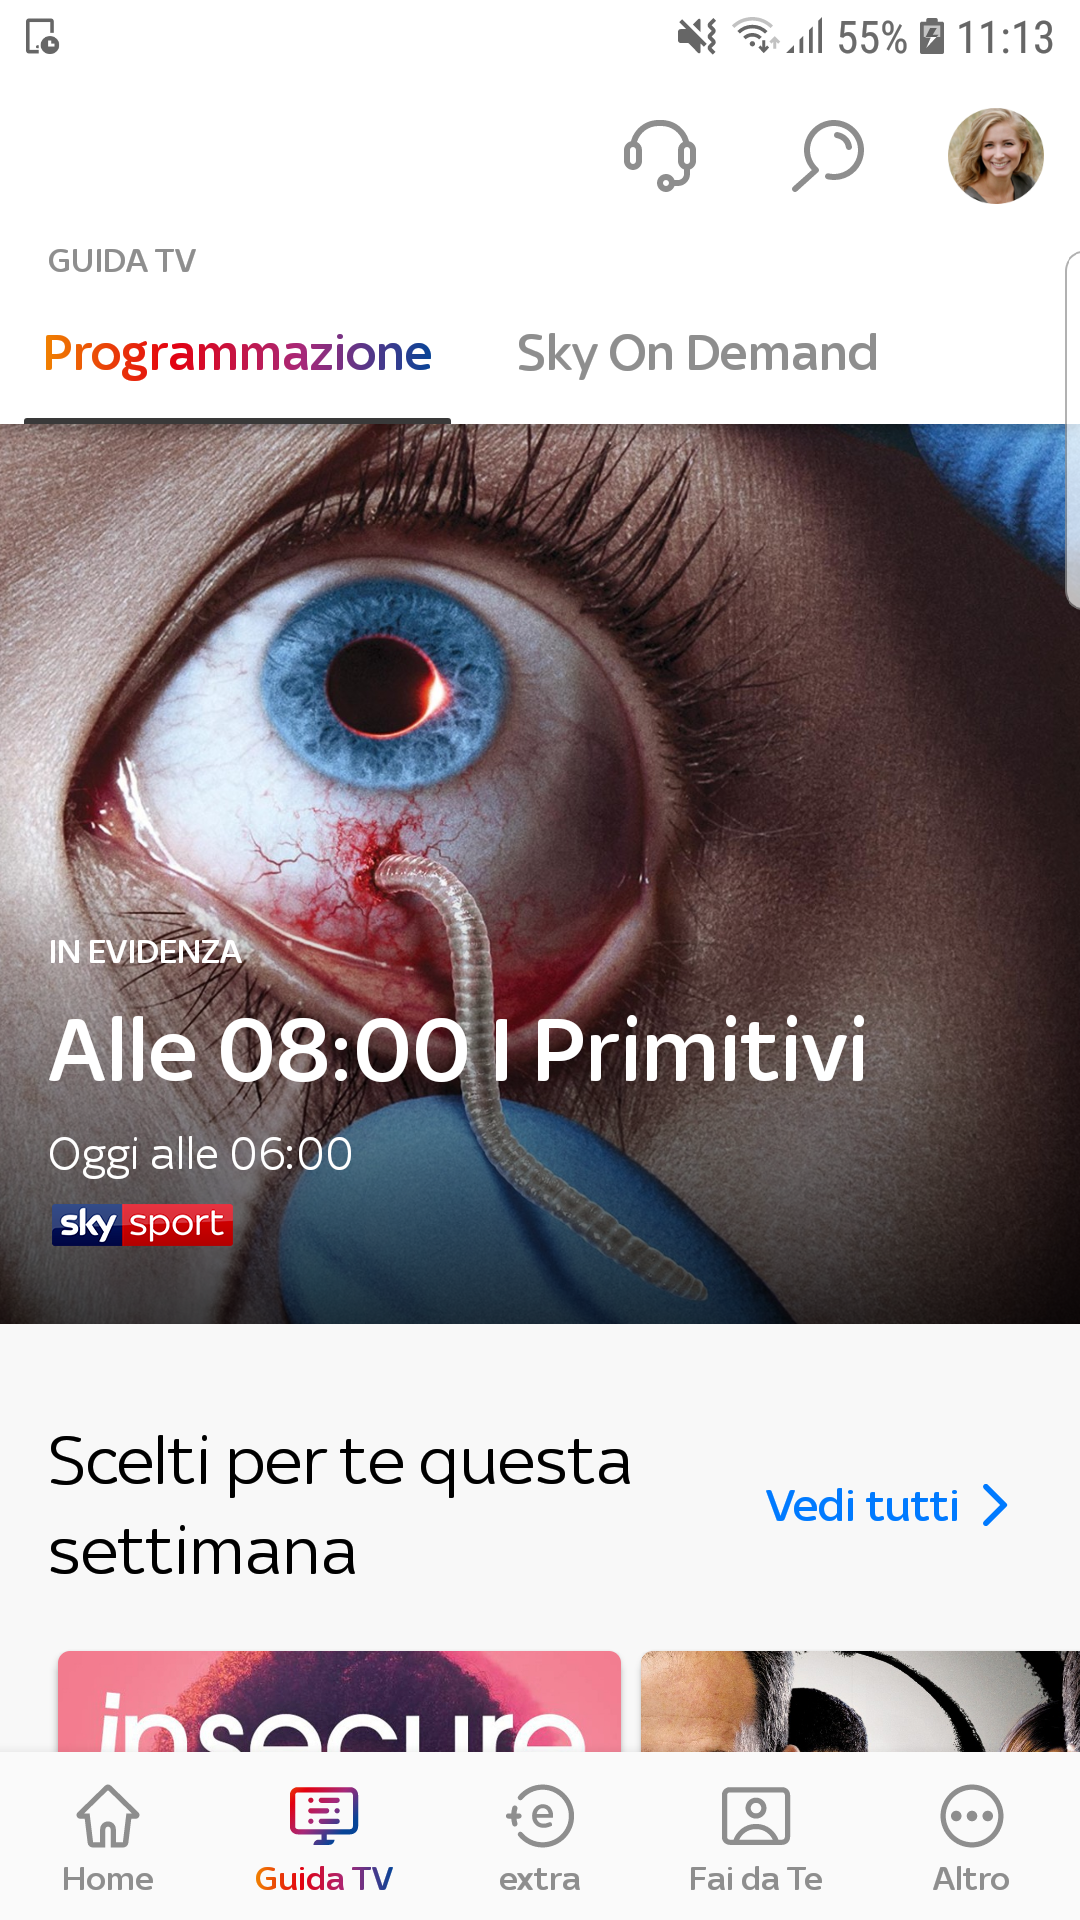 55% 11:13
GUIDA TV
Programmazione Sky On Demand
IN EVIDENZA
Alle 08:00 I Primitivi
Oggi alle 06:00
sky sport
Scelti per te questa
settimana
Vedi tutti
insecure
Home Guida TV +e extra Fai da Te Altro